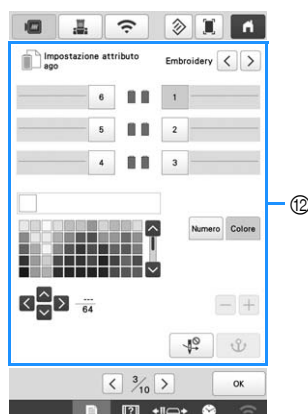 Impostazione attributo
ago
Embroidery < >
6 1
5 2
4 3
Numero Colore
---
64
- +
< 3/10 > OK
⑫